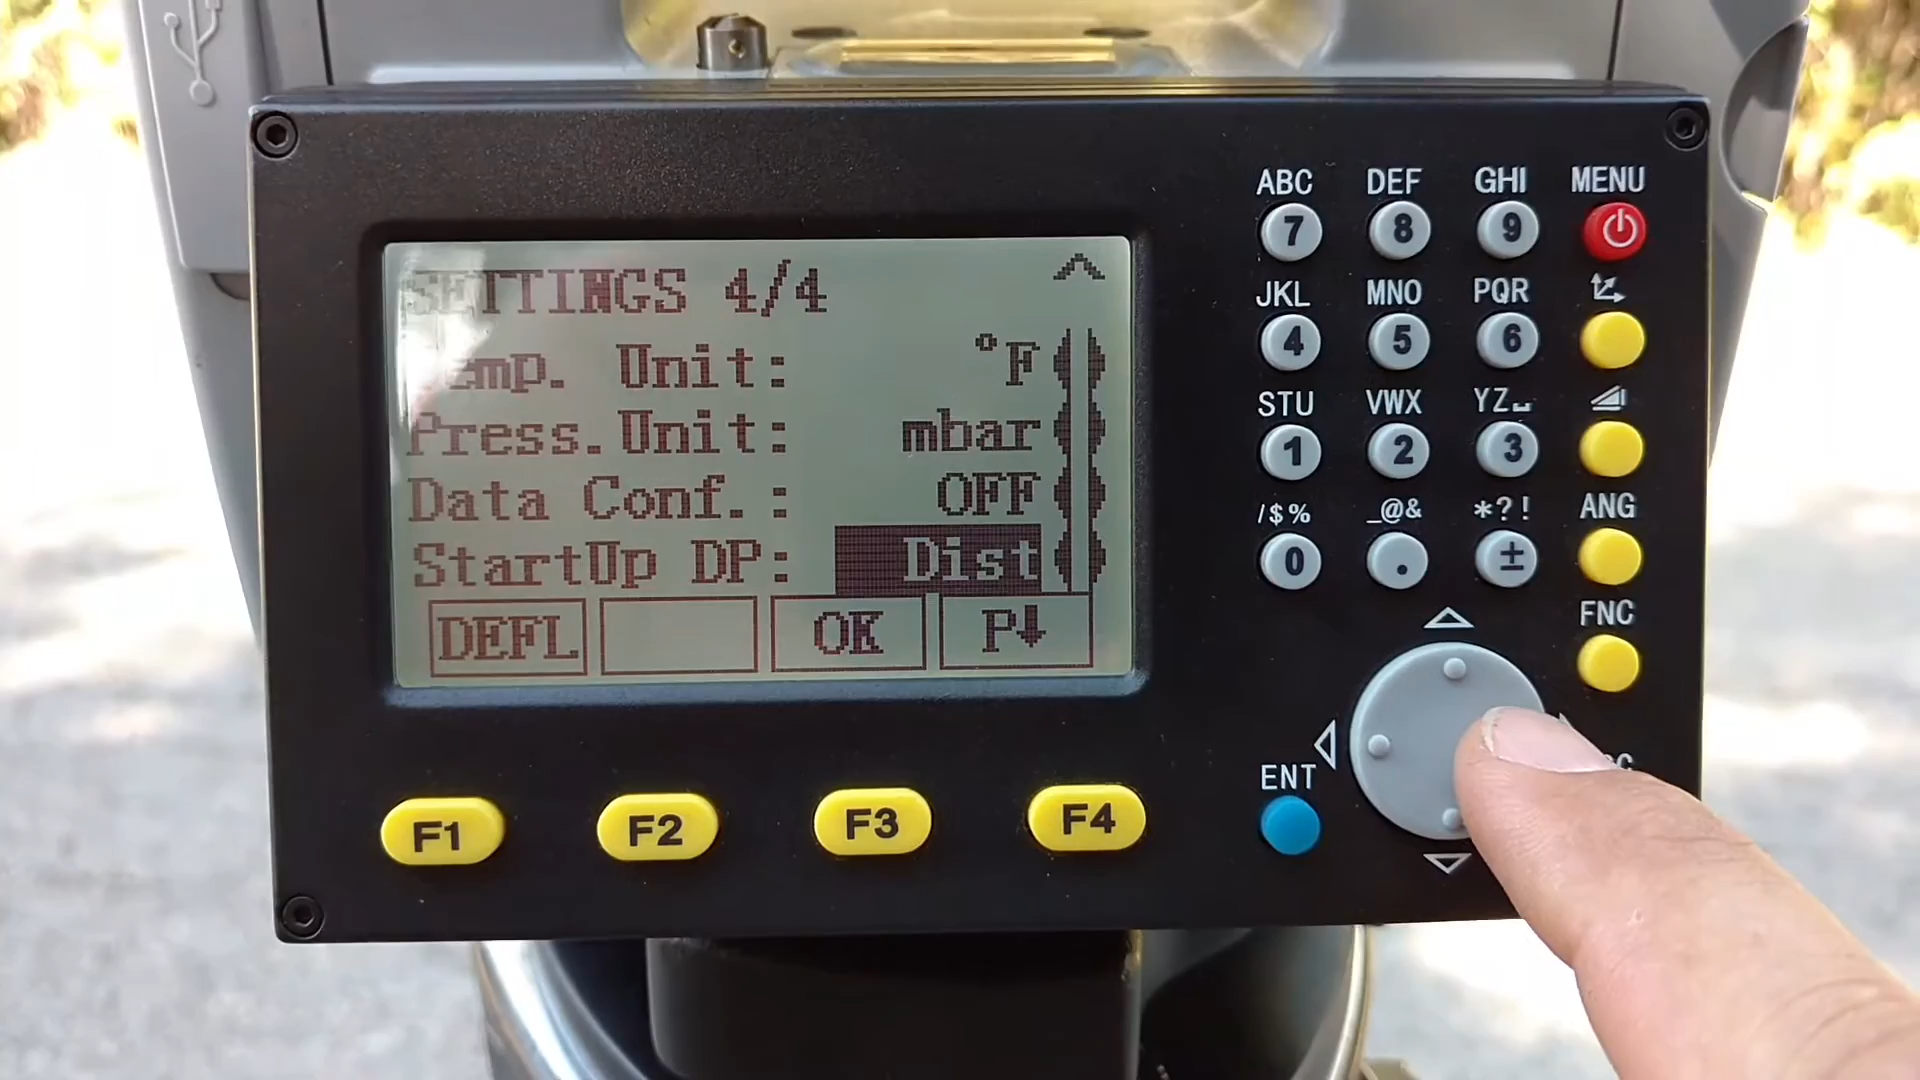 SETTINGS 4/4
Temp. Unit: °F
Press.Unit: mbar
Data Conf.: OFF
StartUp DP: Dist
DEFL OK P↓
F1 F2 F3 F4
ABC DEF GHI MENU
7 8 9
JKL MNO PQR
4 5 6
STU VWX YZ⎵
1 2 3
/$% _@& *?! ANG
0 . ±
FNC
ENT